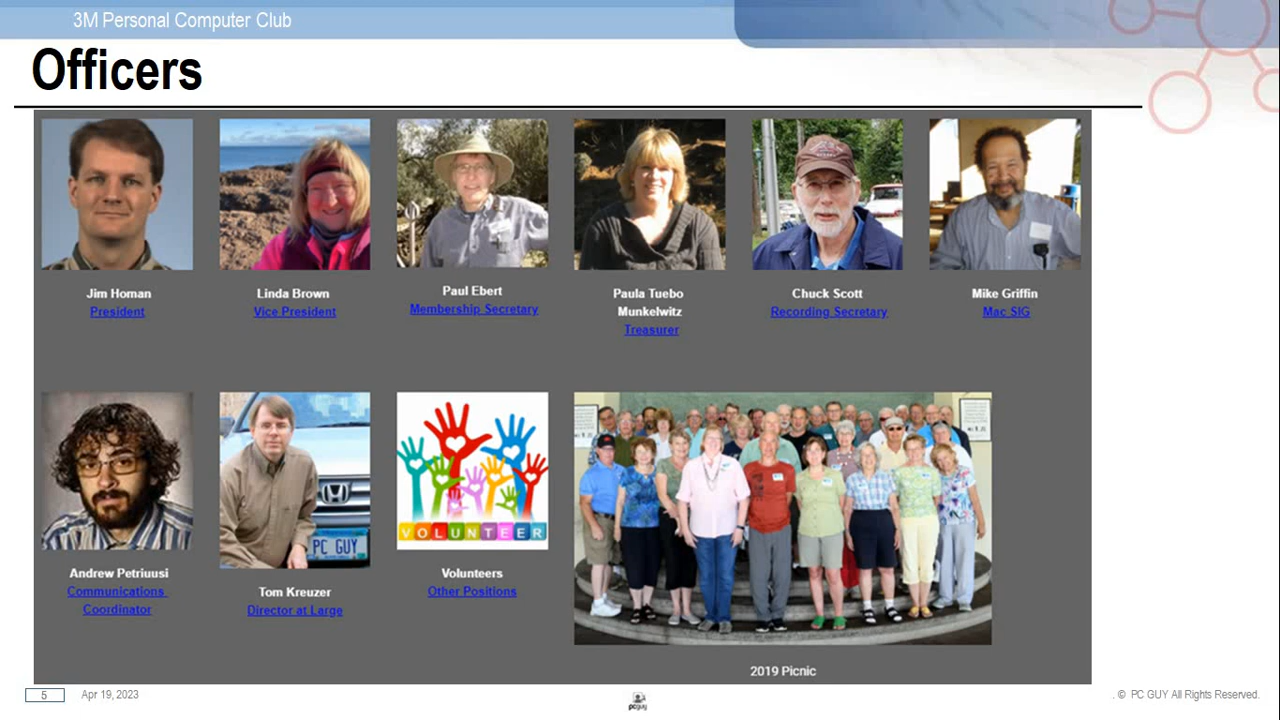 3M Personal Computer Club
Officers
Jim Homan
President
Linda Brown
Vice President
Paul Ebert
Membership Secretary
Paula Tuebo
Munkelwitz
Treasurer
Chuck Scott
Recording Secretary
Mike Griffin
Mac SIG
PC GUY
VOLUNTEER
Andrew Petriuusi
Communications
Coordinator
Tom Kreuzer
Director at Large
Volunteers
Other Positions
2019 Picnic
5
Apr 19, 2023
pcguy
. © PC GUY All Rights Reserved.